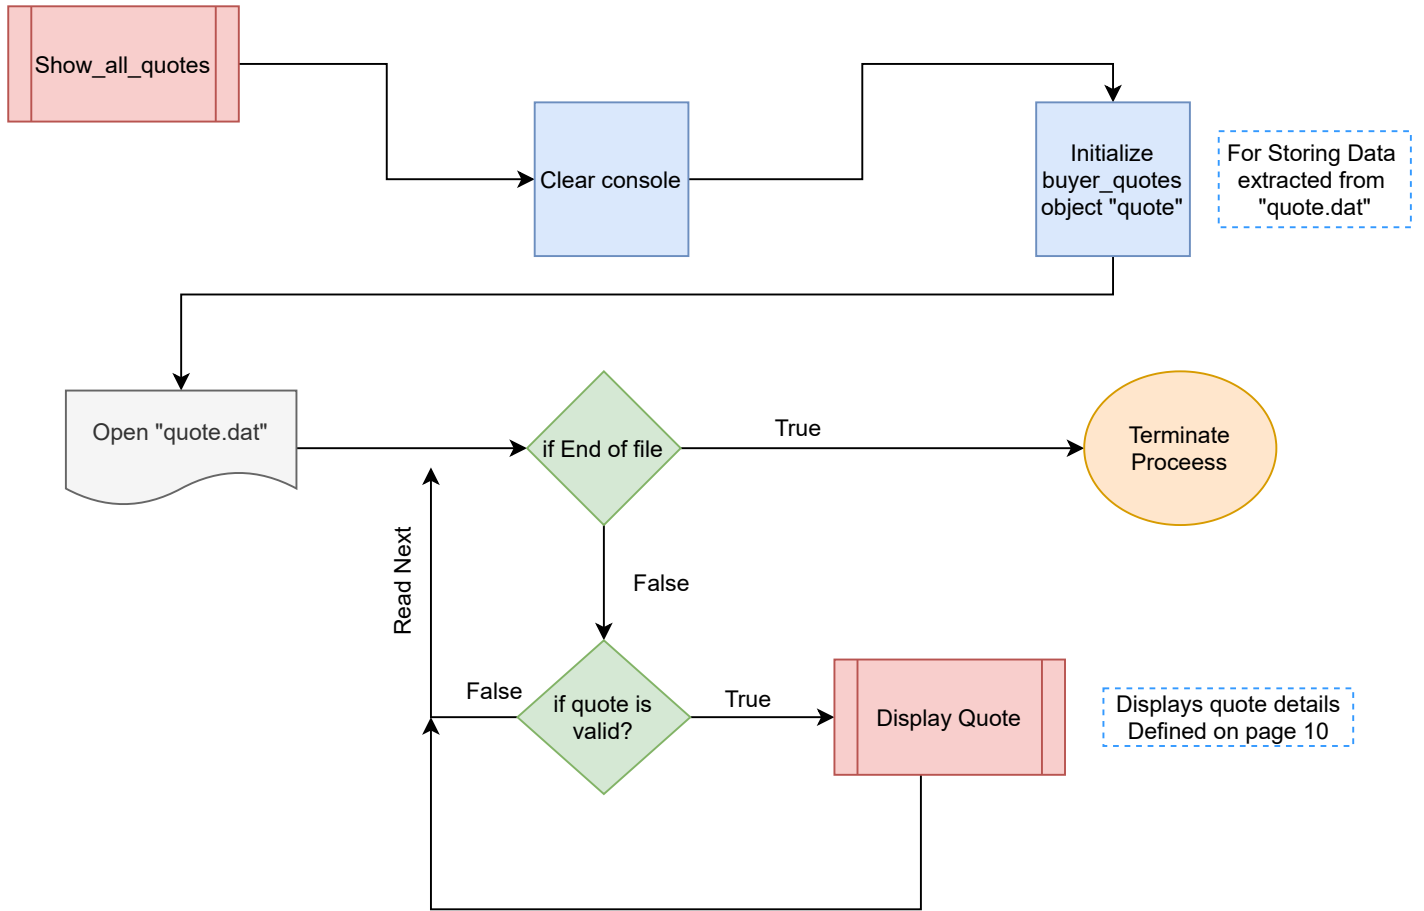 Show_all_quotes
Clear console
Initialize
buyer_quotes
object "quote"
For Storing Data
extracted from
"quote.dat"
Open "quote.dat"
if End of file
True
Terminate
Proceess
False
Read Next
False
if quote is
valid?
True
Display Quote
Displays quote details
Defined on page 10